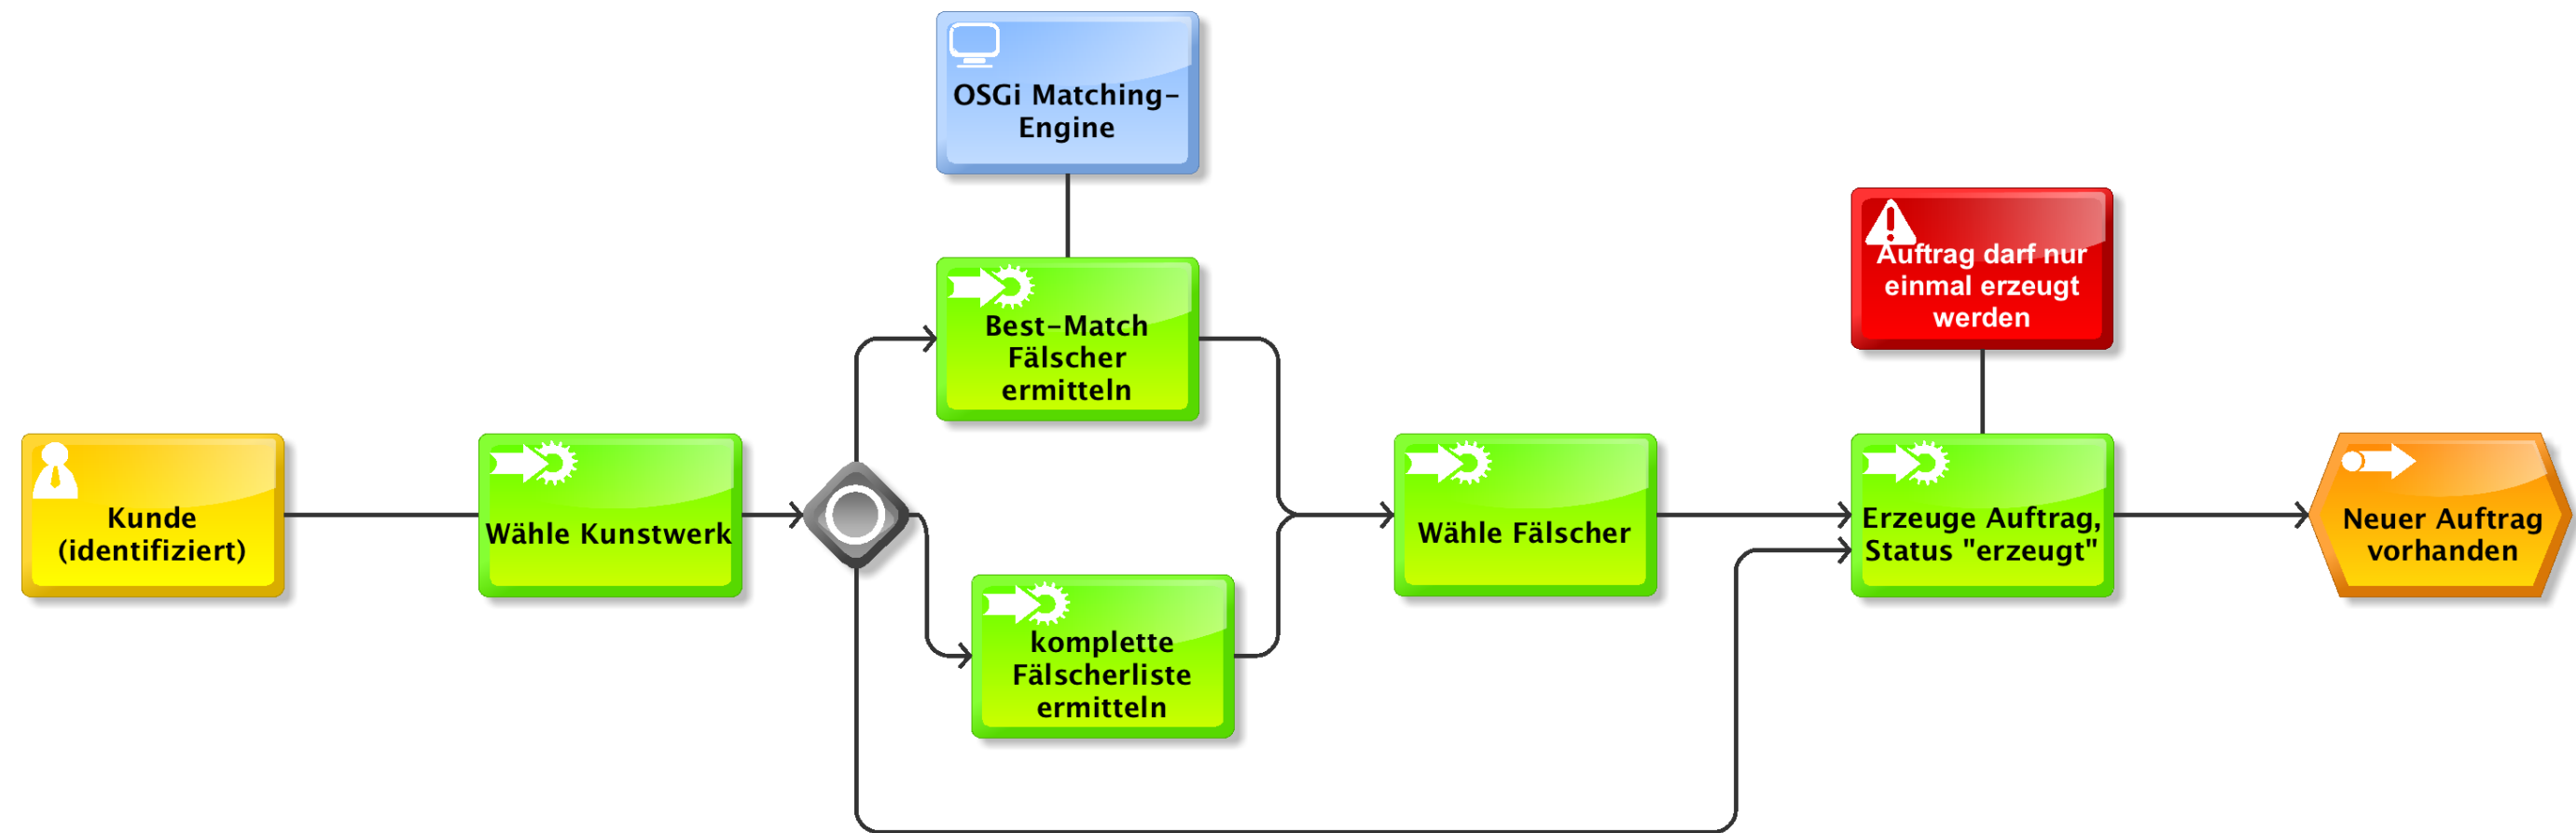 OSGi Matching-
Engine
Auftrag darf nur
einmal erzeugt
werden
Best-Match
Fälscher
ermitteln
Kunde
(identifiziert)
Wähle Kunstwerk
Wähle Fälscher
Erzeuge Auftrag,
Status "erzeugt"
Neuer Auftrag
vorhanden
komplette
Fälscherliste
ermitteln